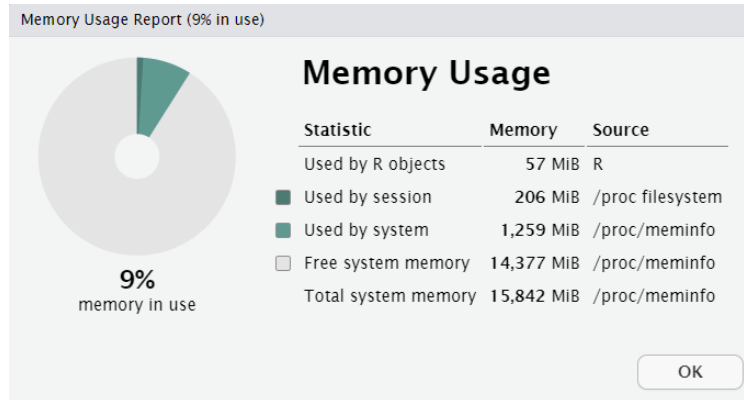 Memory Usage Report (9% in use)
Memory Usage
Statistic Memory Source
Used by R objects 57 MiB R
Used by session 206 MiB /proc filesystem
Used by system 1,259 MiB /proc/meminfo
Free system memory 14,377 MiB /proc/meminfo
Total system memory 15,842 MiB /proc/meminfo
9%
memory in use
OK